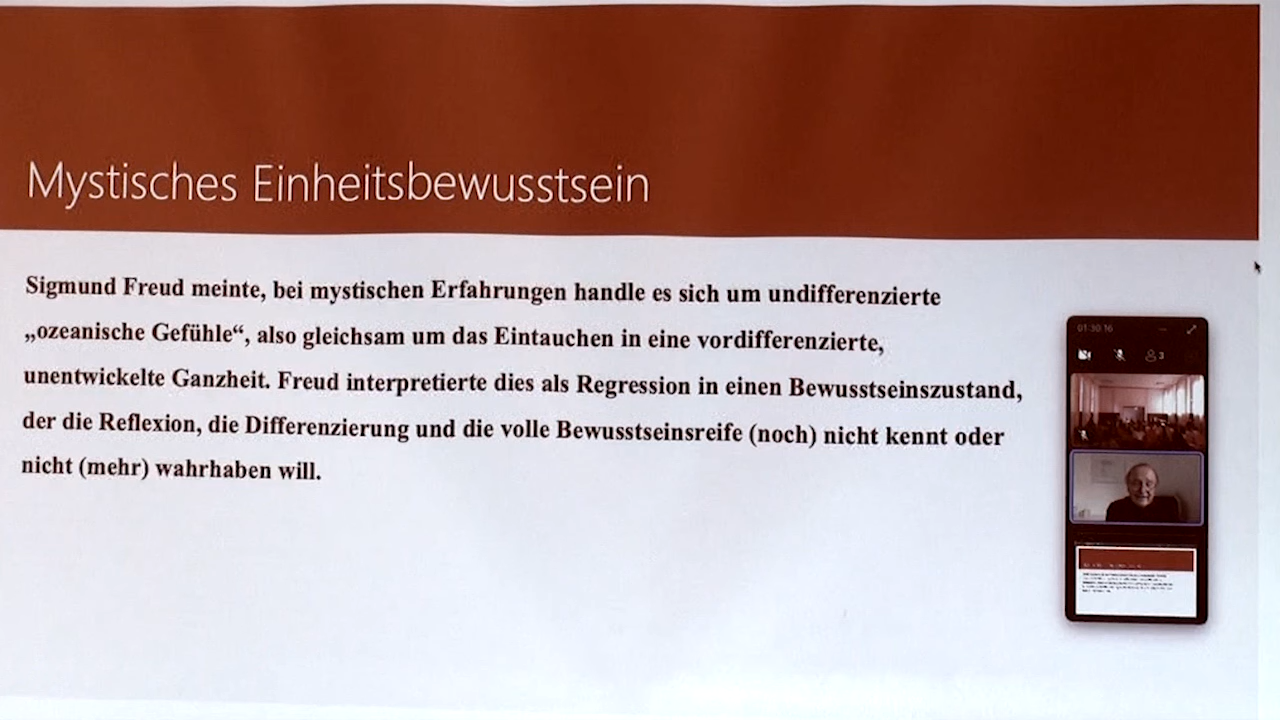 Mystisches Einheitsbewusstsein
Sigmund Freud meinte, bei mystischen Erfahrungen handle es sich um undifferenzierte
„ozeanische Gefühle“, also gleichsam um das Eintauchen in eine vordifferenzierte,
unentwickelte Ganzheit. Freud interpretierte dies als Regression in einen Bewusstseinszustand,
der die Reflexion, die Differenzierung und die volle Bewusstseinsreife (noch) nicht kennt oder
nicht (mehr) wahrhaben will.
01:30:16
3